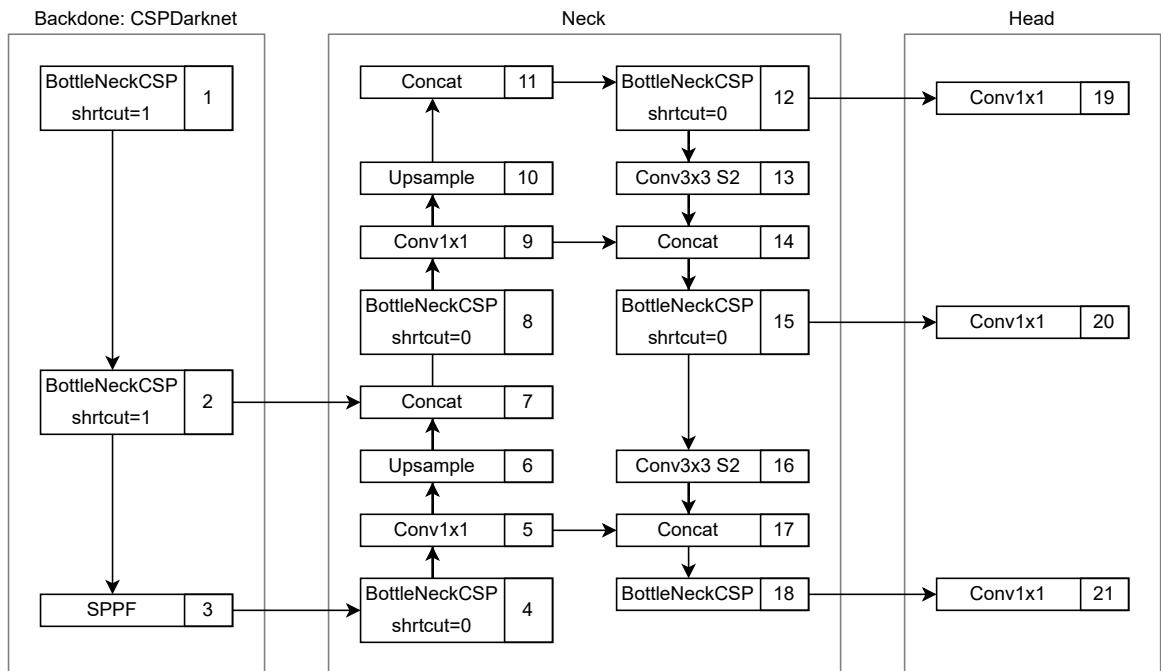 Backdone: CSPDarknet
Neck
Head
BottleNeckCSP
shrtcut=1
1
BottleNeckCSP
shrtcut=1
2
SPPF 3
Concat 11
Upsample 10
Conv1x1 9
BottleNeckCSP
shrtcut=0
8
Concat 7
Upsample 6
Conv1x1 5
BottleNeckCSP
shrtcut=0
4
BottleNeckCSP
shrtcut=0
12
Conv3x3 S2 13
Concat 14
BottleNeckCSP
shrtcut=0
15
Conv3x3 S2 16
Concat 17
BottleNeckCSP 18
Conv1x1 19
Conv1x1 20
Conv1x1 21